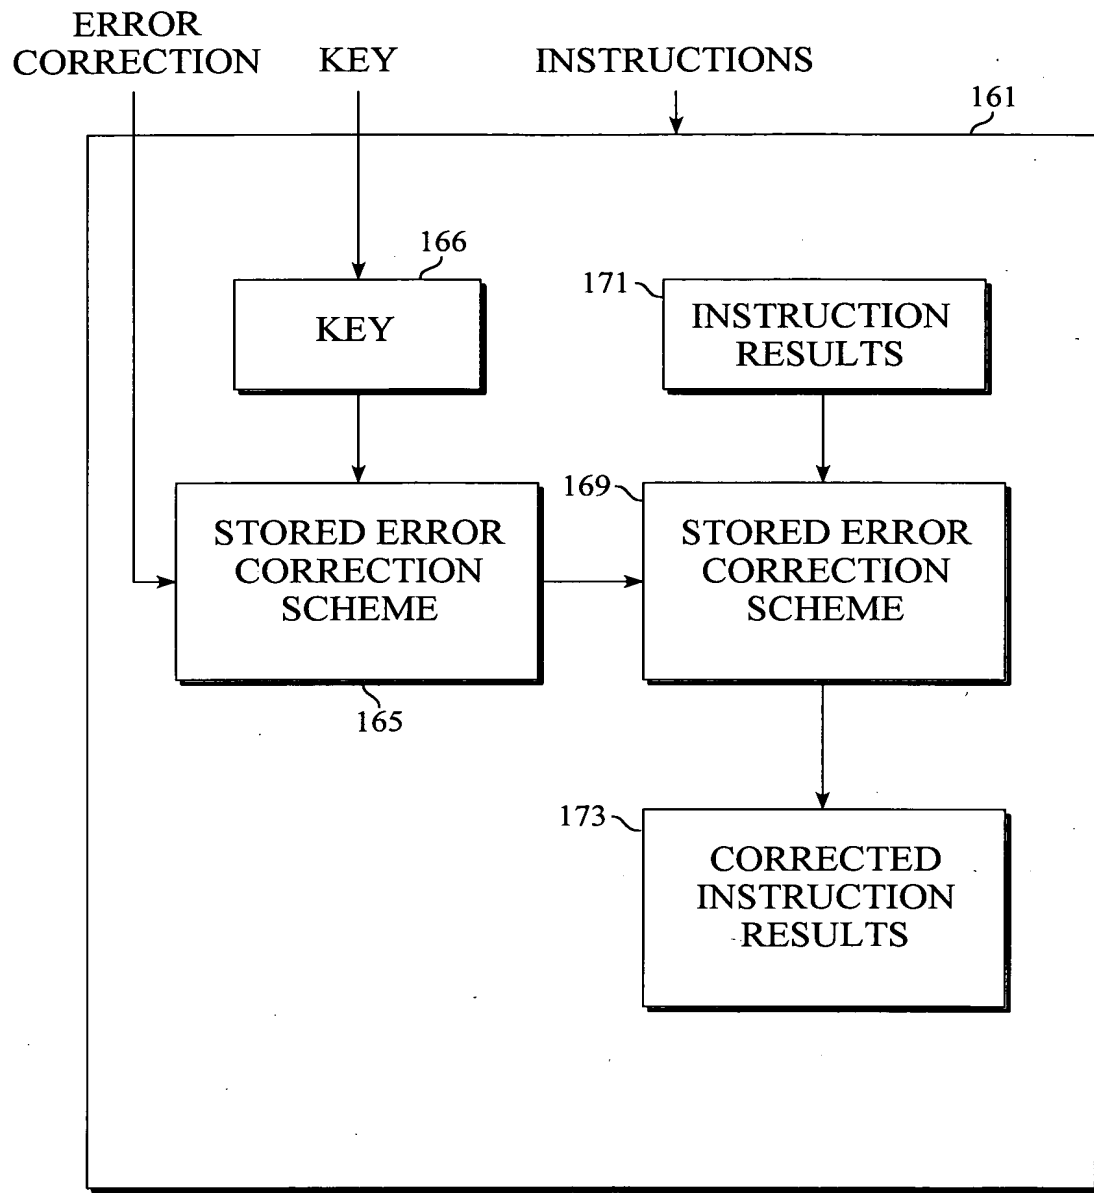 ERROR
CORRECTION
KEY
INSTRUCTIONS
161
166
KEY
171
INSTRUCTION
RESULTS
STORED ERROR
CORRECTION
SCHEME
165
169
STORED ERROR
CORRECTION
SCHEME
173
CORRECTED
INSTRUCTION
RESULTS